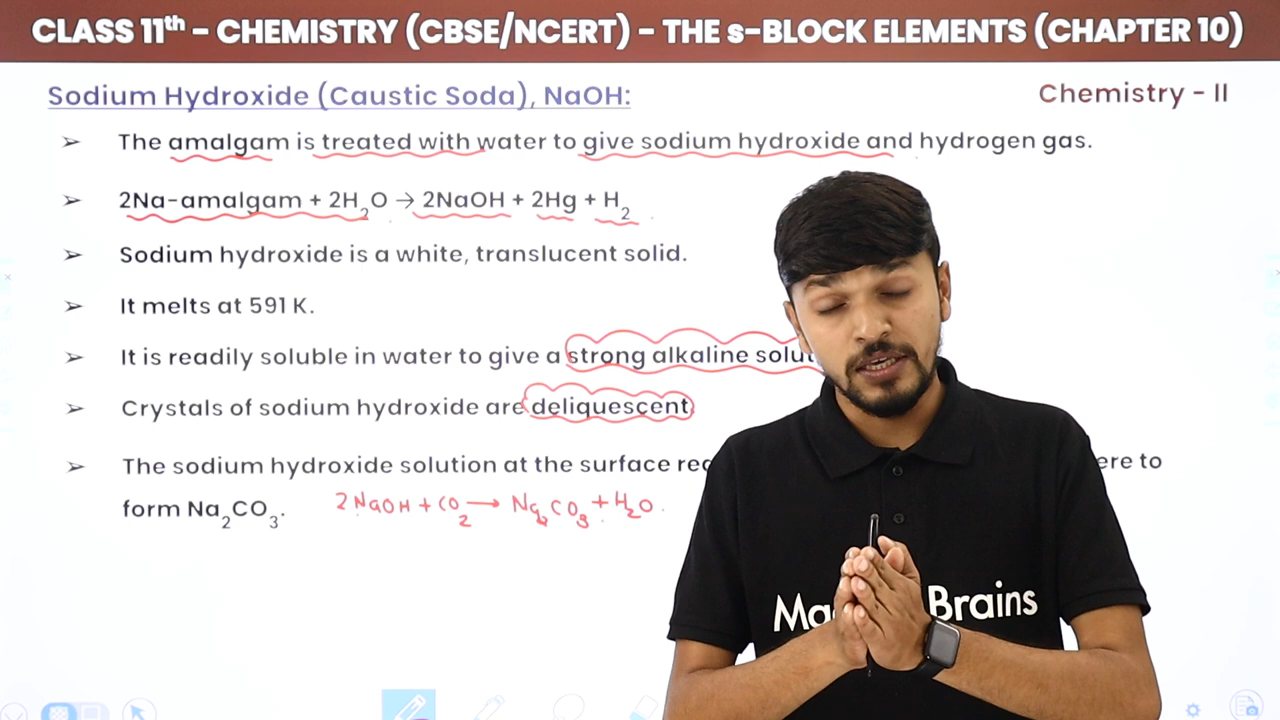 CLASS 11th – CHEMISTRY (CBSE/NCERT) – THE s-BLOCK ELEMENTS (CHAPTER 10)
Sodium Hydroxide (Caustic Soda), NaOH:
Chemistry - II
➢ The amalgam is treated with water to give sodium hydroxide and hydrogen gas.
➢ 2Na-amalgam + 2H₂O → 2NaOH + 2Hg + H₂
➢ Sodium hydroxide is a white, translucent solid.
➢ It melts at 591 K.
➢ It is readily soluble in water to give a strong alkaline solut
➢ Crystals of sodium hydroxide are deliquescent
➢ The sodium hydroxide solution at the surface rea ere to
form Na₂CO₃. 2NaOH + CO₂ → Na₂CO₃ + H₂O
Brains